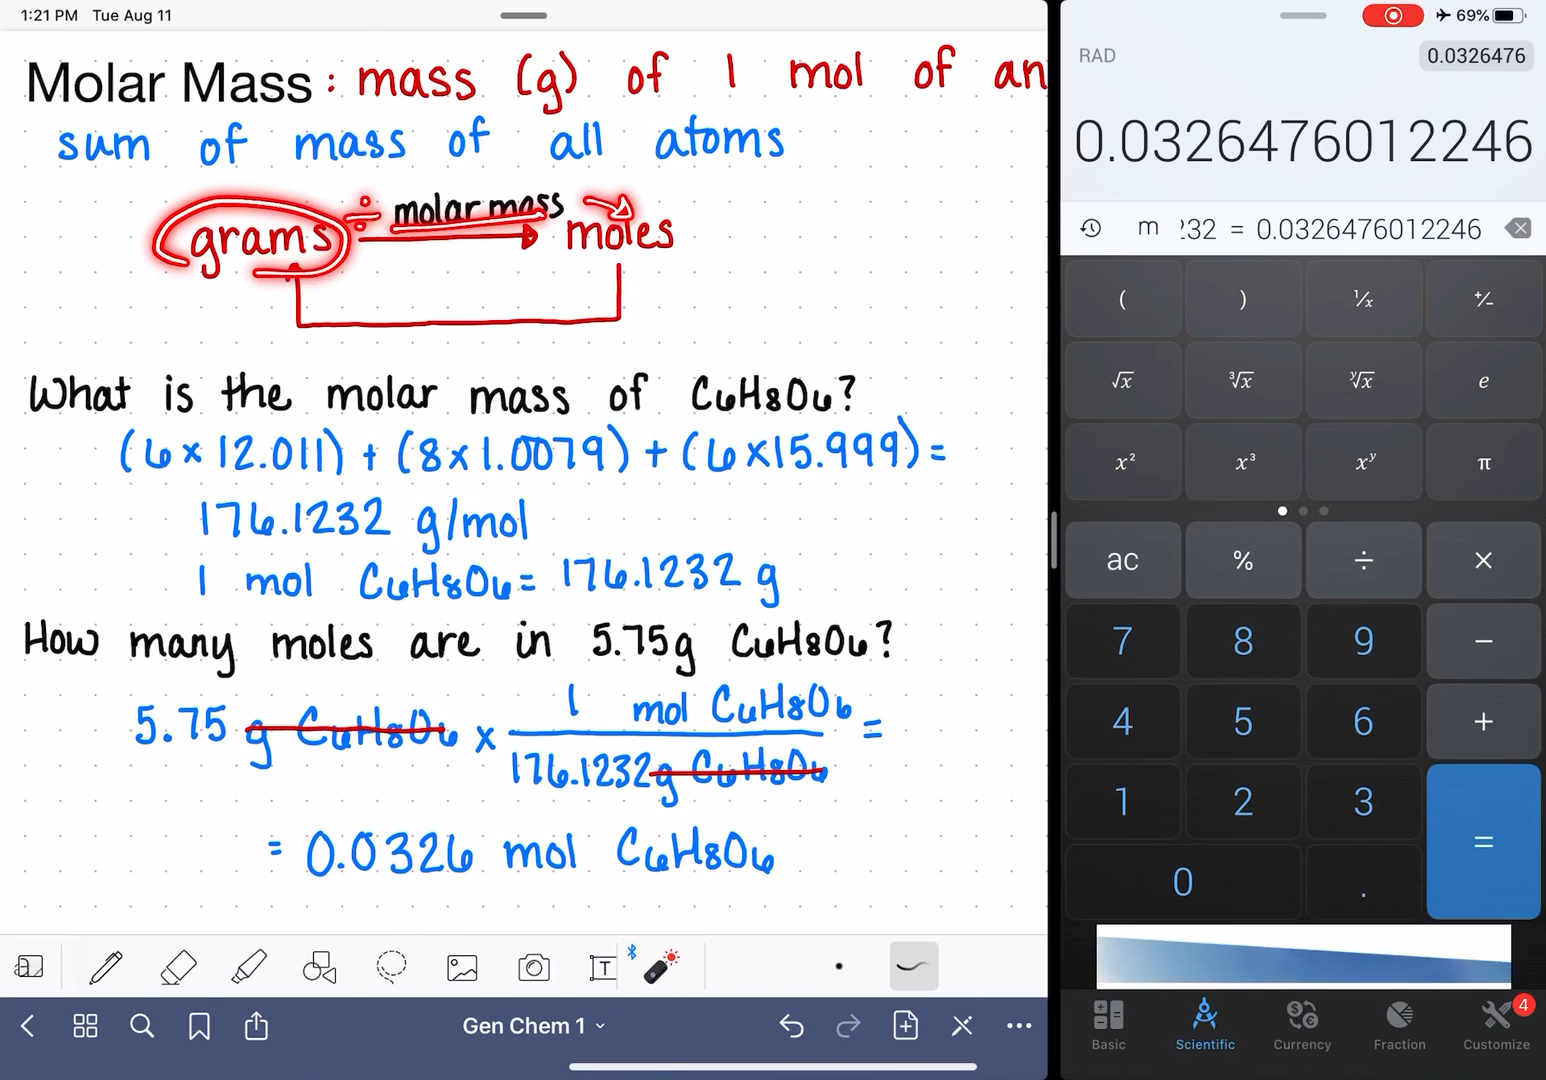 1:21 PM Tue Aug 11
69%
Molar Mass : mass (g) of 1 mol of an
sum of mass of all atoms
÷ molar mass
grams moles
What is the molar mass of C6H8O6?
(6 × 12.011) + (8 × 1.0079) + (6 × 15.999) =
176.1232 g/mol
1 mol C6H8O6 = 176.1232 g
How many moles are in 5.75g C6H8O6?
5.75 g C6H8O6 × 1 mol C6H8O6 =
176.1232 g C6H8O6
= 0.0326 mol C6H8O6
T
Gen Chem 1
RAD 0.0326476
0.0326476012246
m 232 = 0.0326476012246
( ) 1/x +/-
√x ³√x ʸ√x e
x² x³ xʸ π
ac % ÷ ×
7 8 9 −
4 5 6 +
1 2 3 =
0 .
4
Basic Scientific Currency Fraction Customize